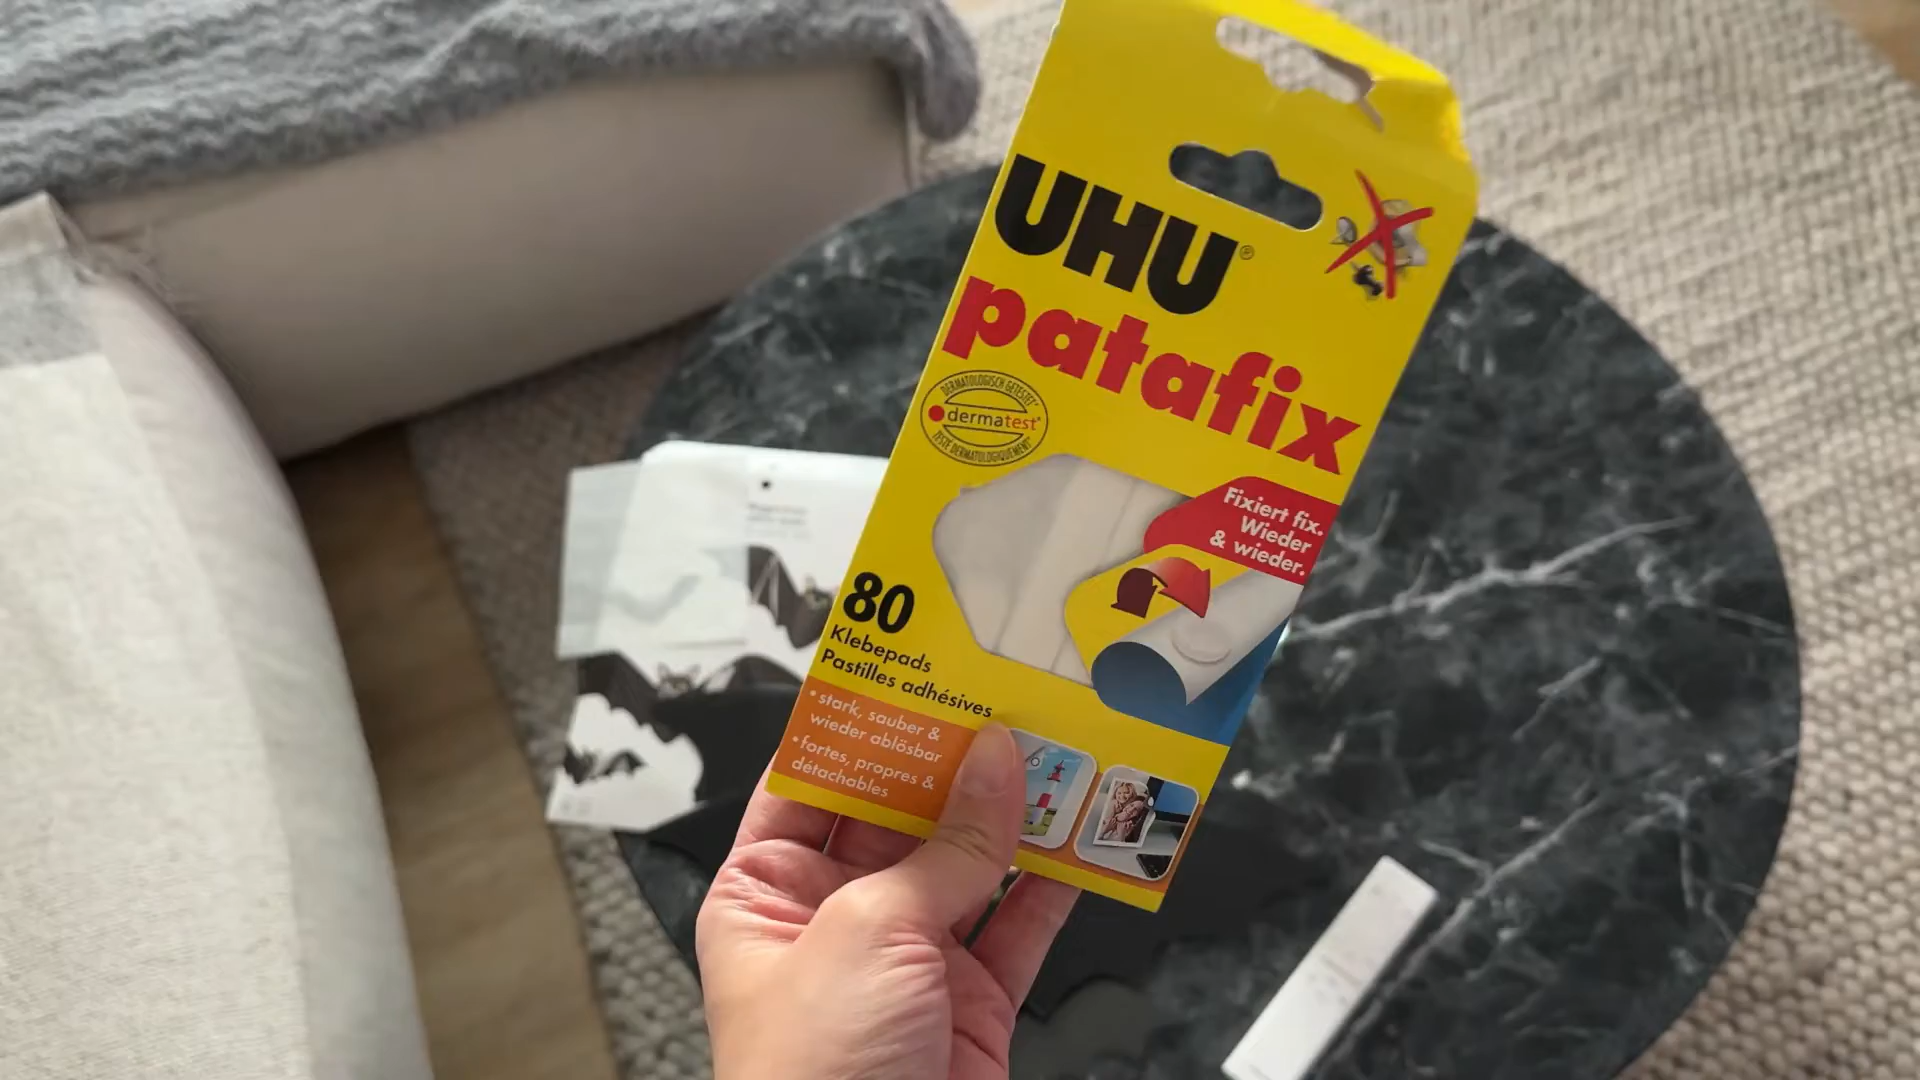 UHU®
patafix
DERMATOLOGISCH GETESTET
dermatest
TESTÉ DERMATOLOGIQUEMENT
Fixiert fix.
Wieder
& wieder.
80
Klebepads
Pastilles adhésives
• stark, sauber &
wieder ablösbar
• fortes, propres &
détachables